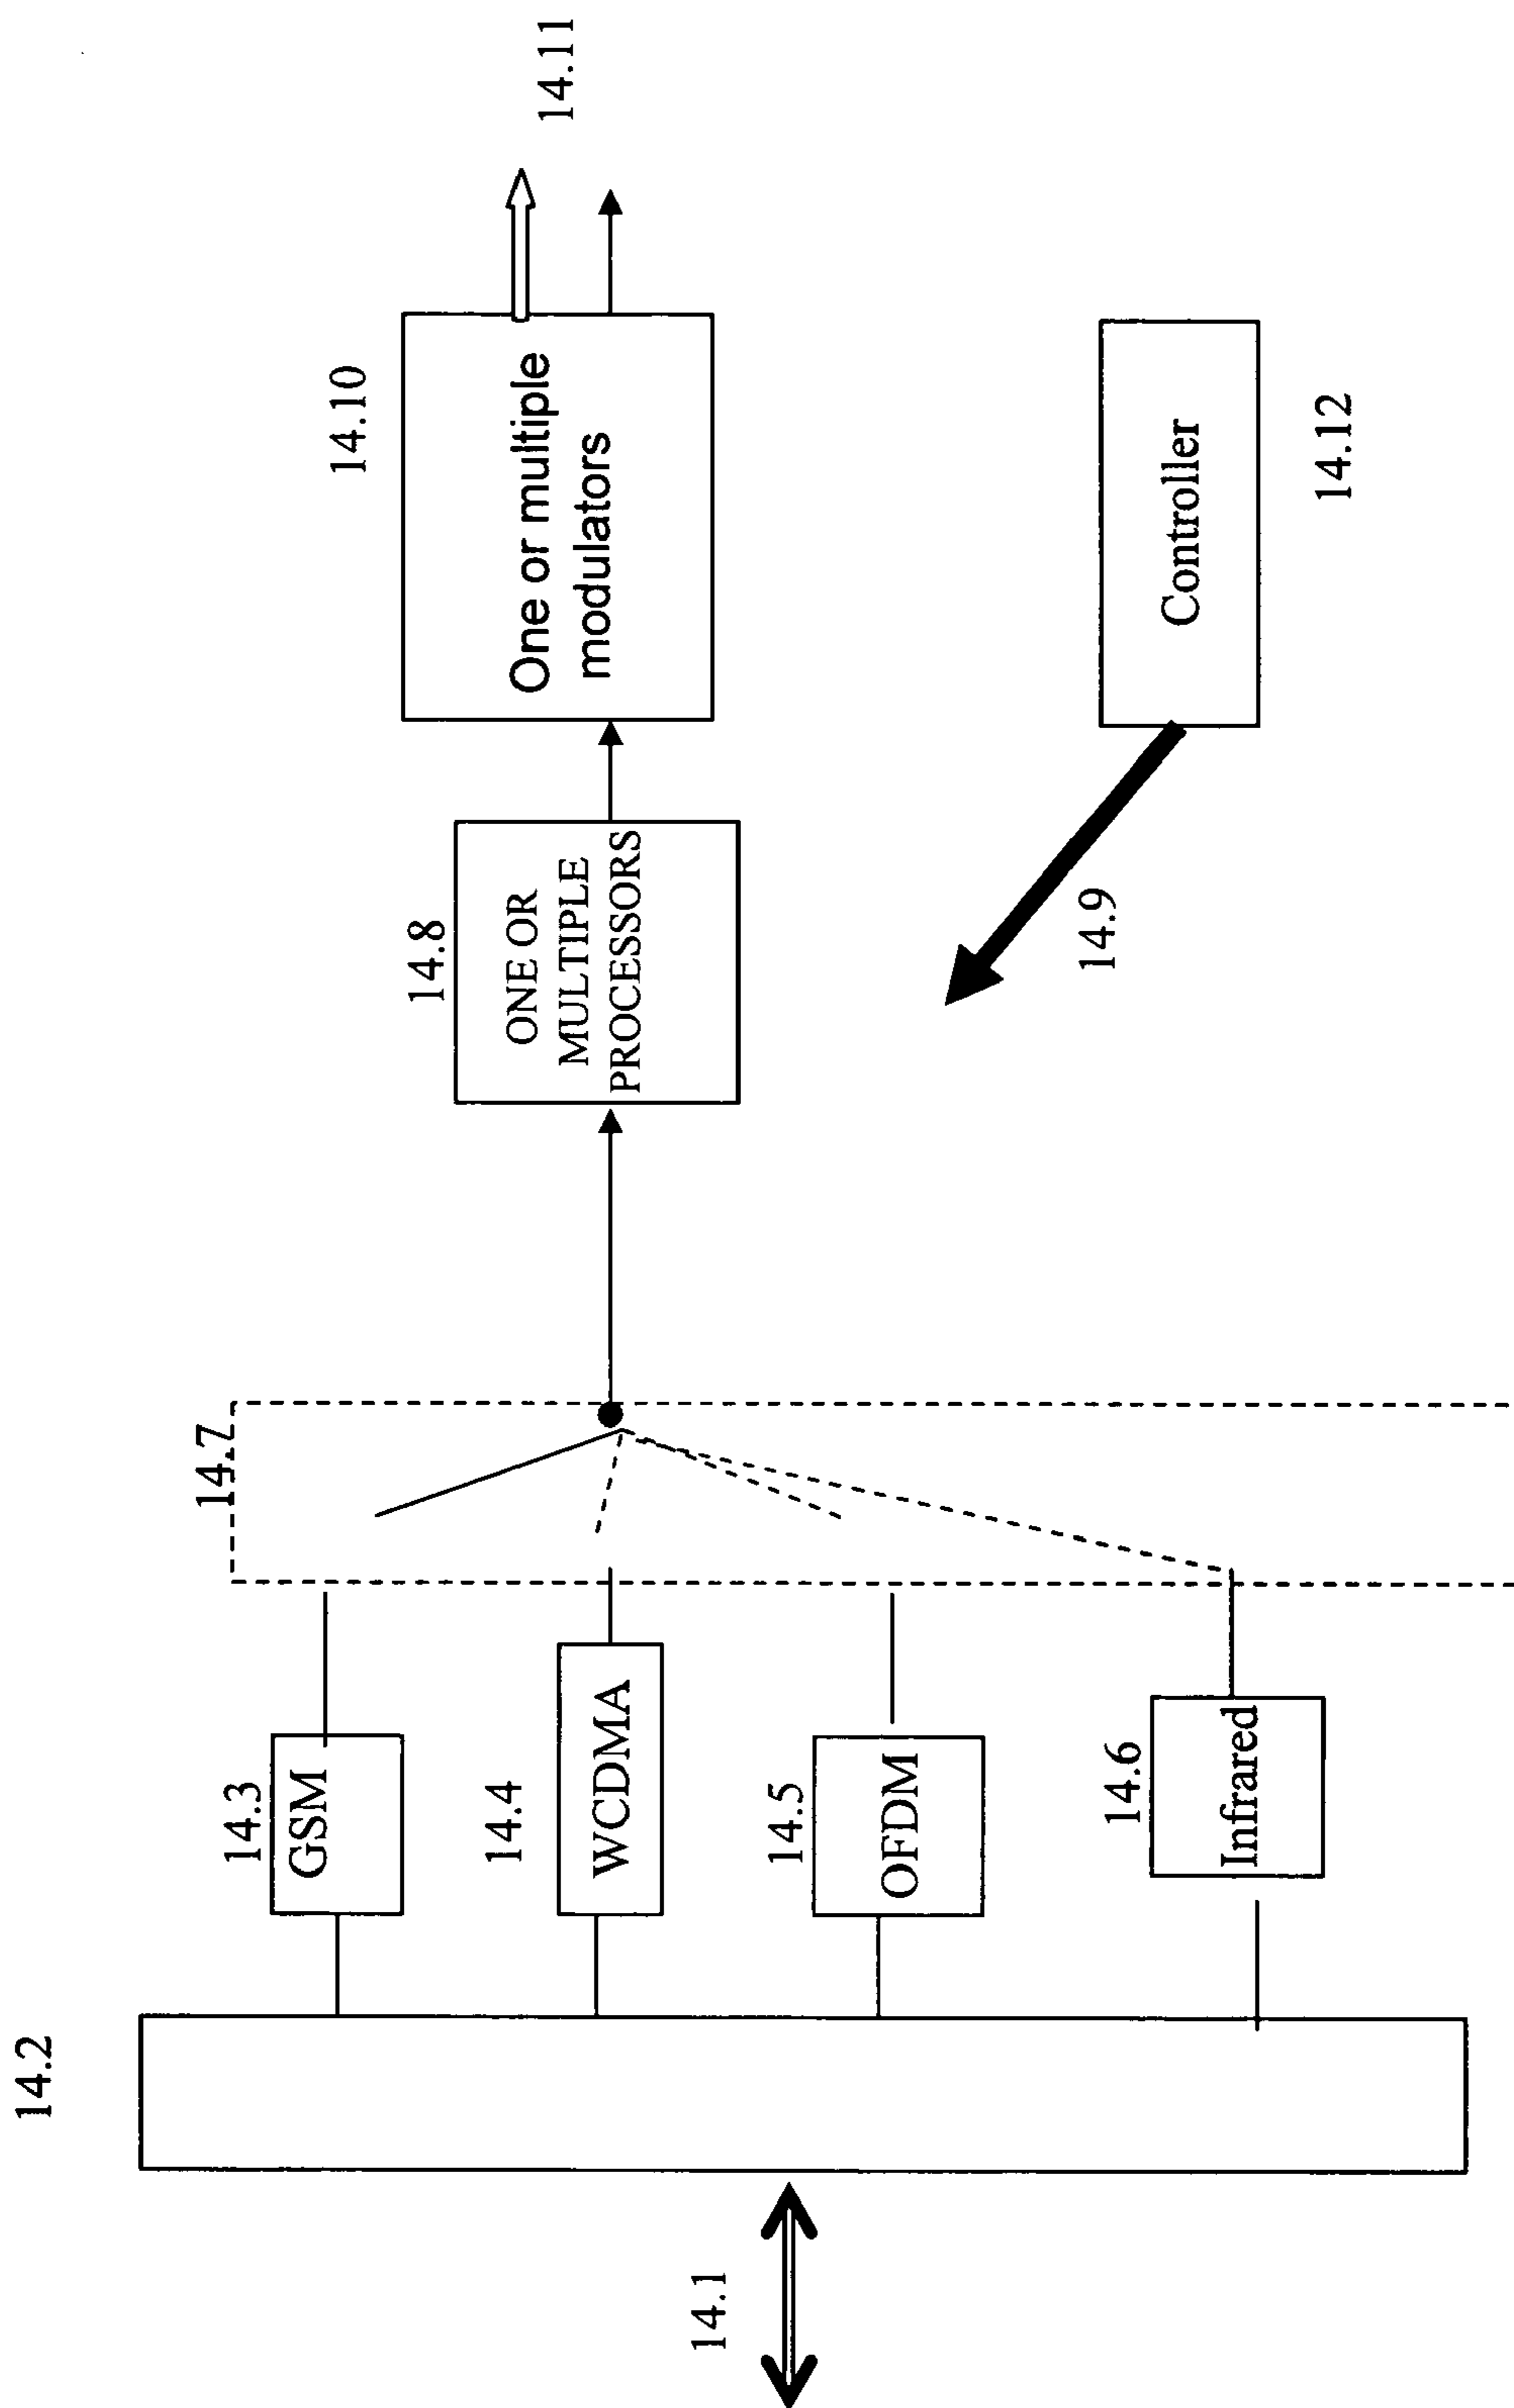 14.1
14.2
14.3
GSM
14.4
WCDMA
14.5
OFDM
14.6
Infrared
14.7
14.8
ONE OR
MULTIPLE
PROCESSORS
14.9
14.10
One or multiple
modulators
14.11
Controller
14.12